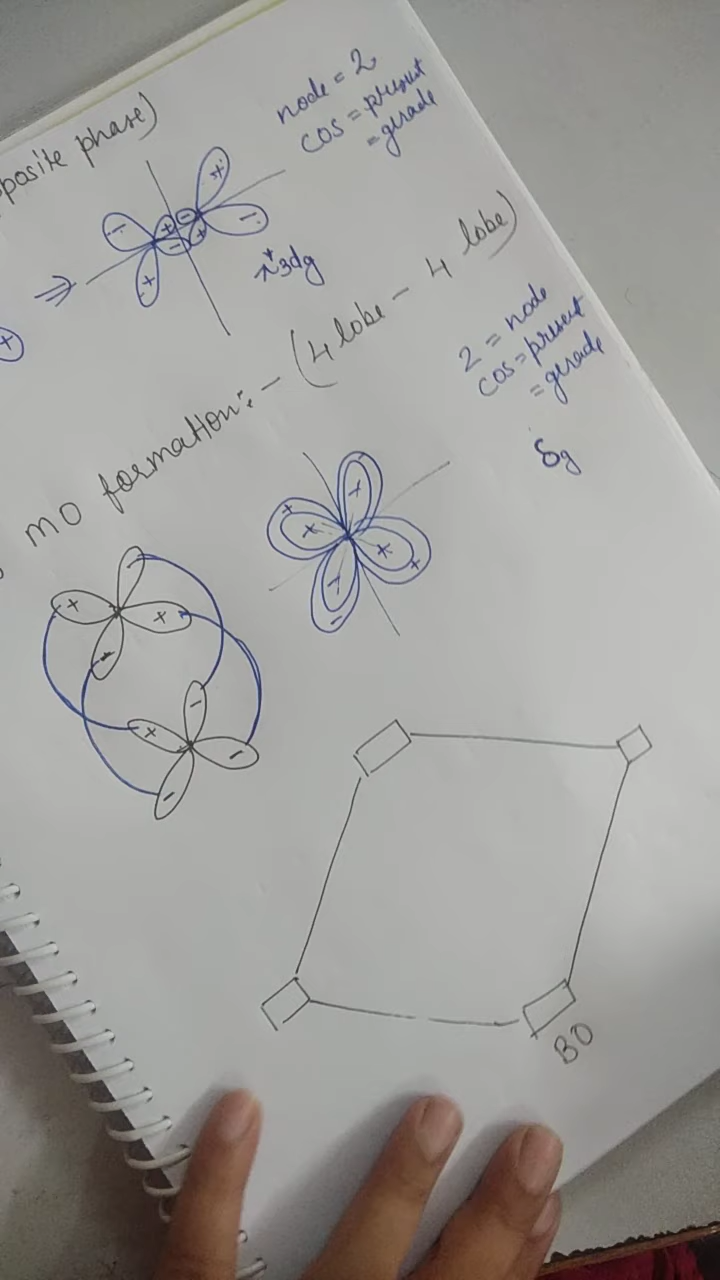 pposite phase)
node = 2
cos = present
= gerade
⇒
- + + - - + + -
π*3dg
+
MO formation:- (4 lobe - 4 lobe)
2 = node
cos = present
= gerade
δg
+ + + + +
+ -
- + +
-
- + -
-
BO